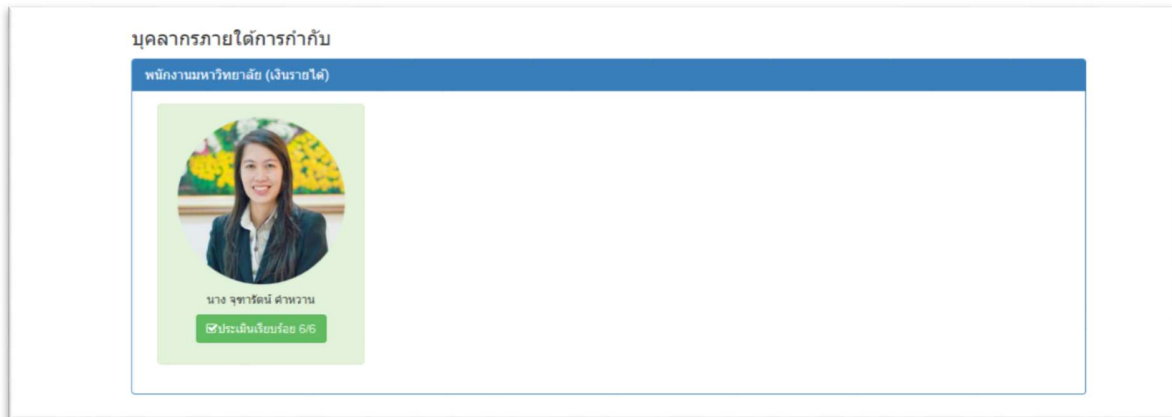 บุคลากรภายใต้การกำกับ
พนักงานมหาวิทยาลัย (เงินรายได้)
นาง จุฑารัตน์ คำหวาน
ประเมินเรียบร้อย 6/6